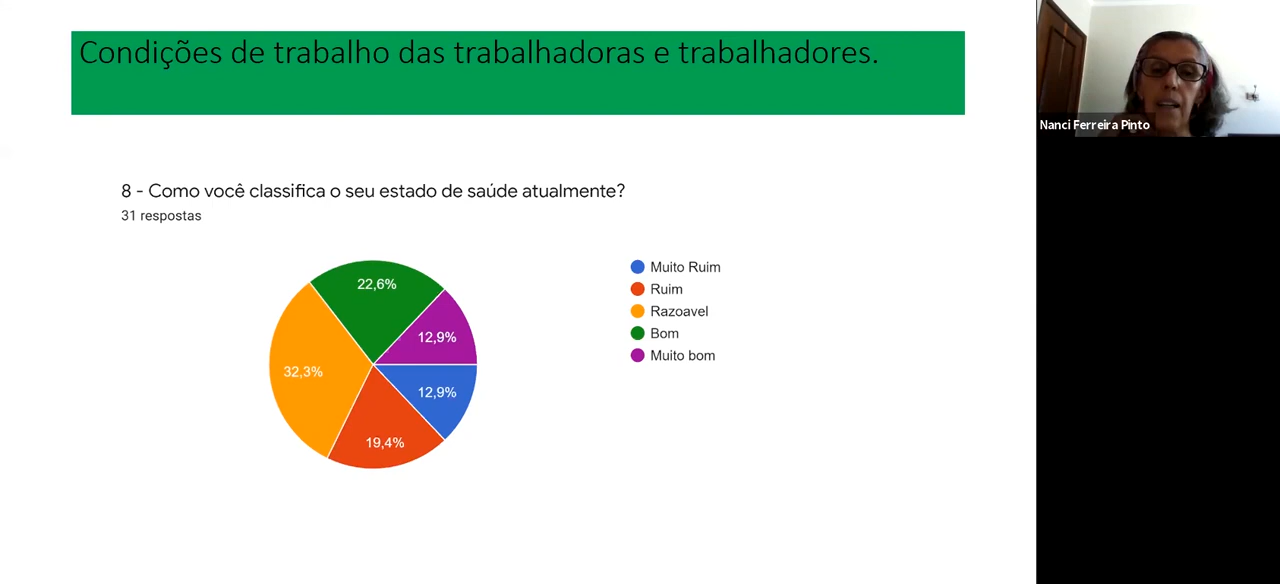 Condições de trabalho das trabalhadoras e trabalhadores.
Nanci Ferreira Pinto
8 - Como você classifica o seu estado de saúde atualmente?
31 respostas
22,6%
12,9%
32,3%
12,9%
19,4%
Muito Ruim
Ruim
Razoavel
Bom
Muito bom